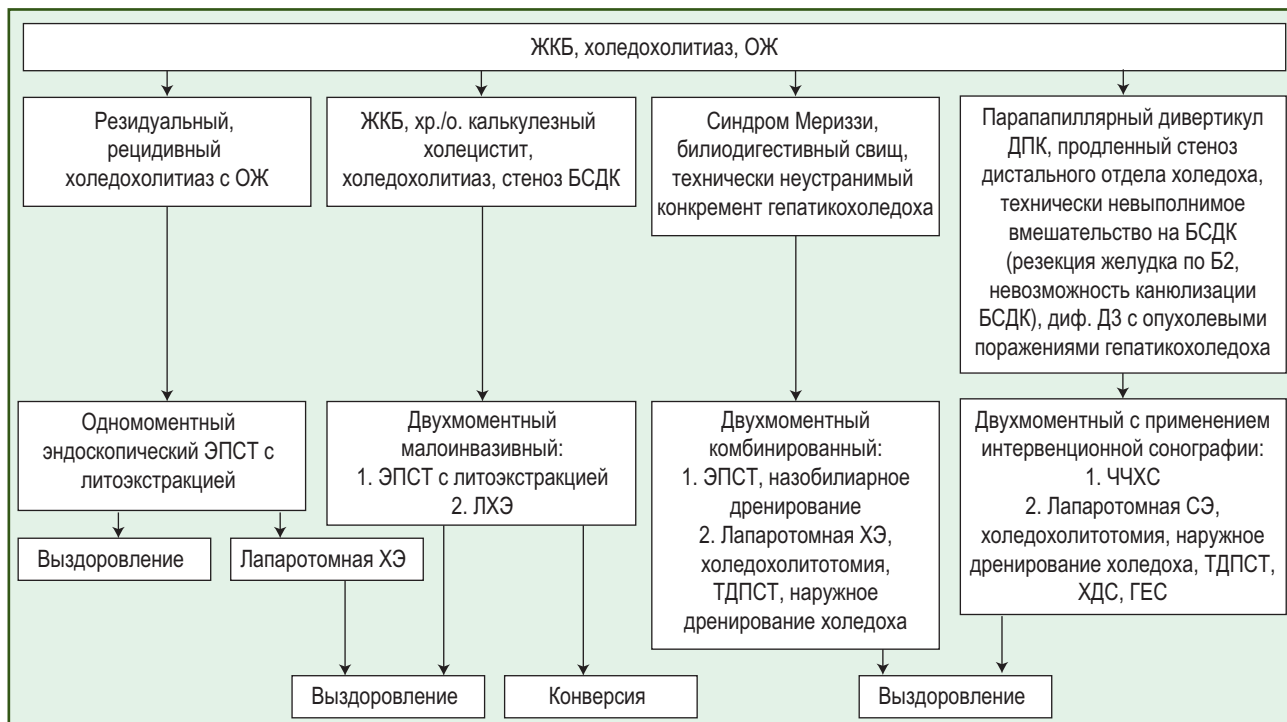 ЖКБ, холедохолитиаз, ОЖ
Резидуальный,
рецидивный
холедохолитиаз с ОЖ
ЖКБ, хр./о. калькулезный
холецистит,
холедохолитиаз, стеноз БСДК
Синдром Мериззи,
билиодигестивный свищ,
технически неустранимый
конкремент гепатикохоледоха
Парапапиллярный дивертикул
ДПК, продленный стеноз
дистального отдела холедоха,
технически невыполнимое
вмешательство на БСДК
(резекция желудка по Б2,
невозможность канюлизации
БСДК), диф. ДЗ с опухолевыми
поражениями гепатикохоледоха
Одномоментный
эндоскопический ЭПСТ с
литоэкстракцией
Двухмоментный
малоинвазивный:
1. ЭПСТ с литоэкстракцией
2. ЛХЭ
Двухмоментный
комбинированный:
1. ЭПСТ, назобилиарное
дренирование
2. Лапаротомная ХЭ,
холедохолитотомия,
ТДПСТ, наружное
дренирование холедоха
Двухмоментный с применением
интервенционной сонографии:
1. ЧЧХС
2. Лапаротомная СЭ,
холедохолитотомия, наружное
дренирование холедоха, ТДПСТ,
ХДС, ГЕС
Выздоровление
Лапаротомная ХЭ
Выздоровление
Конверсия
Выздоровление